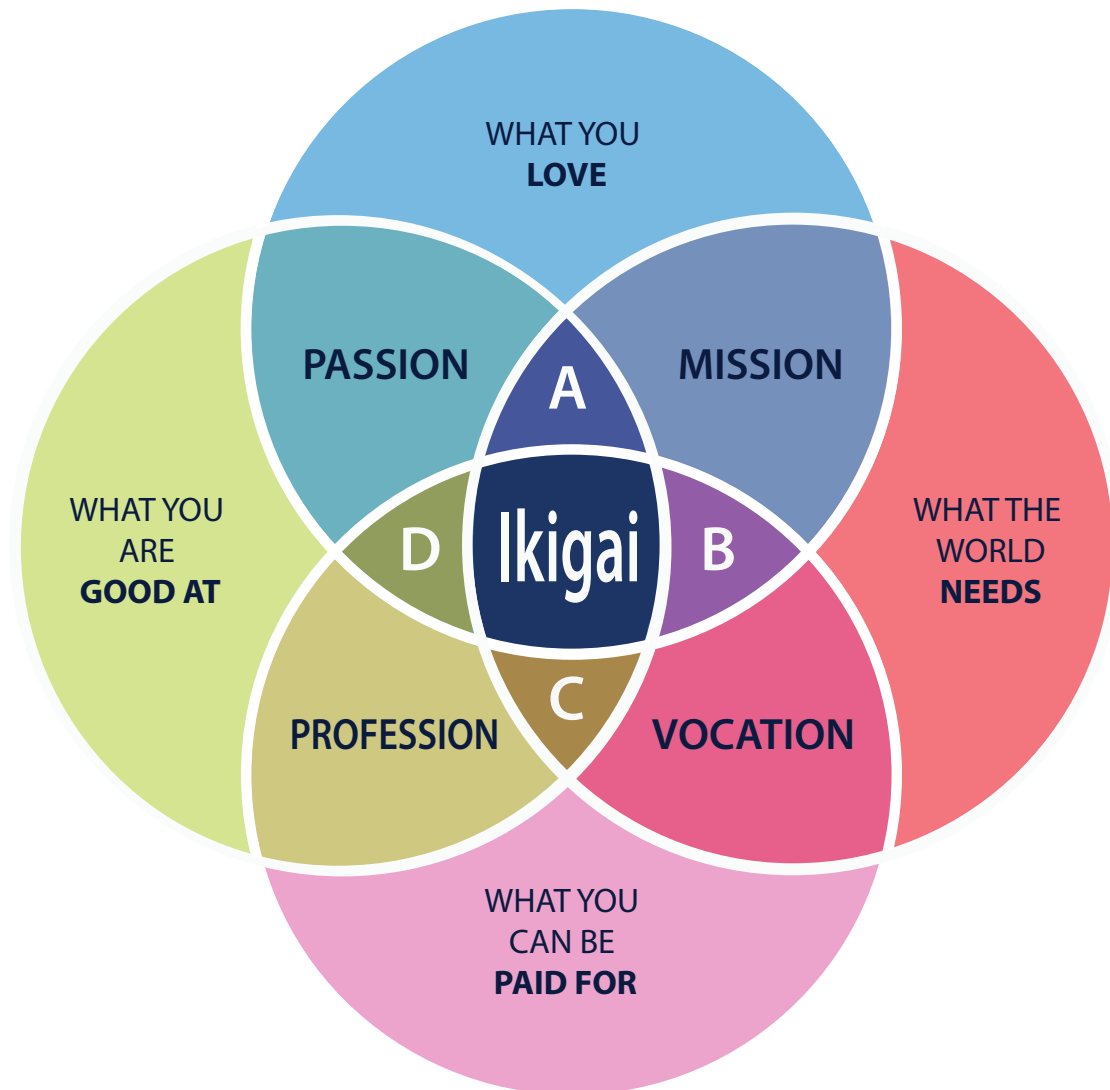 WHAT YOU
LOVE
PASSION
MISSION
A
WHAT YOU
ARE
GOOD AT
D
Ikigai
B
WHAT THE
WORLD
NEEDS
C
PROFESSION
VOCATION
WHAT YOU
CAN BE
PAID FOR